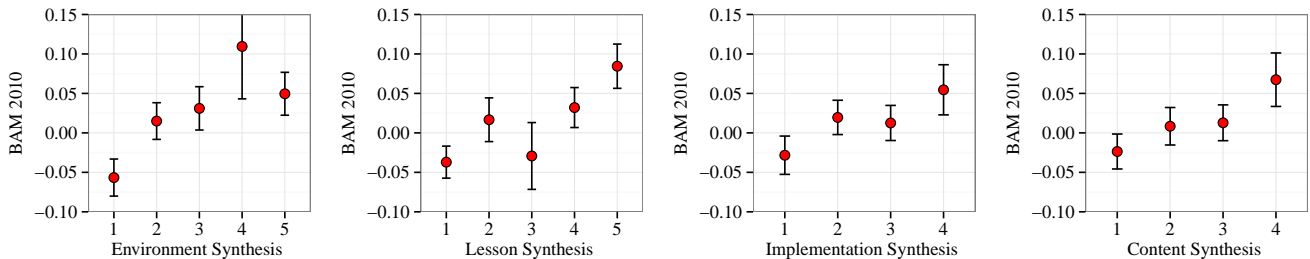 BAM 2010
0.15
0.10
0.05
0.00
−0.05
−0.10
1 2 3 4 5
Environment Synthesis
BAM 2010
0.15
0.10
0.05
0.00
−0.05
−0.10
1 2 3 4 5
Lesson Synthesis
BAM 2010
0.15
0.10
0.05
0.00
−0.05
−0.10
1 2 3 4
Implementation Synthesis
BAM 2010
0.15
0.10
0.05
0.00
−0.05
−0.10
1 2 3 4
Content Synthesis